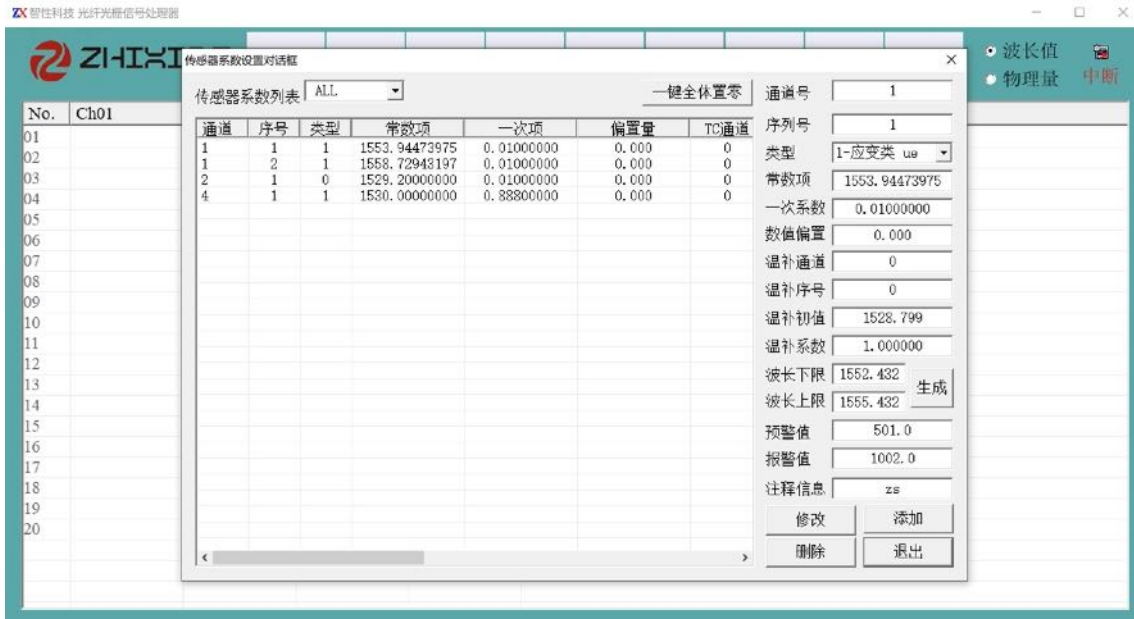 ZX 智性科技 光纤光栅信号处理器
ZHIXI
波长值
物理量
中断
No. Ch01
01
02
03
04
05
06
07
08
09
10
11
12
13
14
15
16
17
18
19
20
传感器系数设置对话框
传感器系数列表 ALL 一键全体置零
通道 序号 类型 常数项 一次项 偏置量 TC通道
1 1 1 1553.94473975 0.01000000 0.000 0
1 2 1 1558.72943197 0.01000000 0.000 0
2 1 0 1529.20000000 0.01000000 0.000 0
4 1 1 1530.00000000 0.88800000 0.000 0
通道号 1
序列号 1
类型 1-应变类 uε
常数项 1553.94473975
一次系数 0.01000000
数值偏置 0.000
温补通道 0
温补序号 0
温补初值 1528.799
温补系数 1.000000
波长下限 1552.432
生成
波长上限 1555.432
预警值 501.0
报警值 1002.0
注释信息 zs
修改 添加
删除 退出